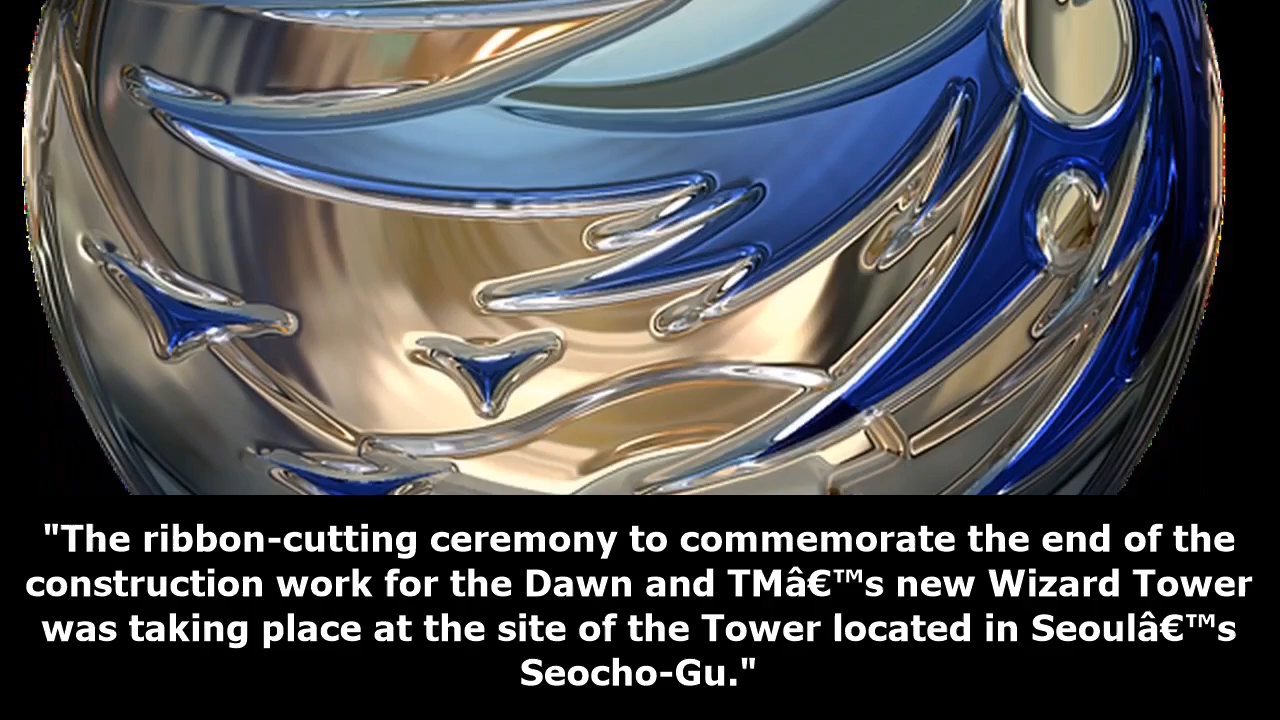 "The ribbon-cutting ceremony to commemorate the end of the
construction work for the Dawn and TMâ€™s new Wizard Tower
was taking place at the site of the Tower located in Seoulâ€™s
Seocho-Gu."